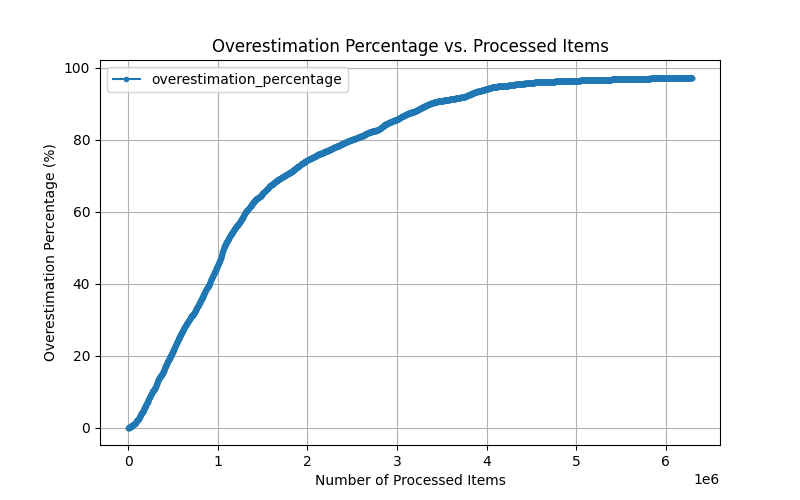 Overestimation Percentage vs. Processed Items
overestimation_percentage
Overestimation Percentage (%)
100
80
60
40
20
0
0 1 2 3 4 5 6
1e6
Number of Processed Items